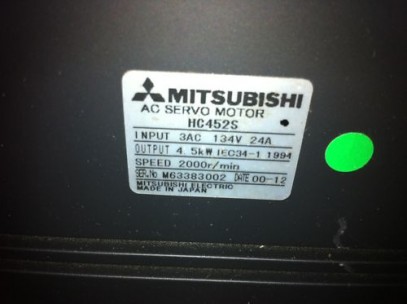 MITSUBISHI
AC SERVO MOTOR
HC452S
INPUT 3AC 134V 24A
OUTPUT 4.5kW IEC34-1 1994
SPEED 2000r/min
SER.No M63383002 DATE 00-12
MITSUBISHI ELECTRIC
MADE IN JAPAN